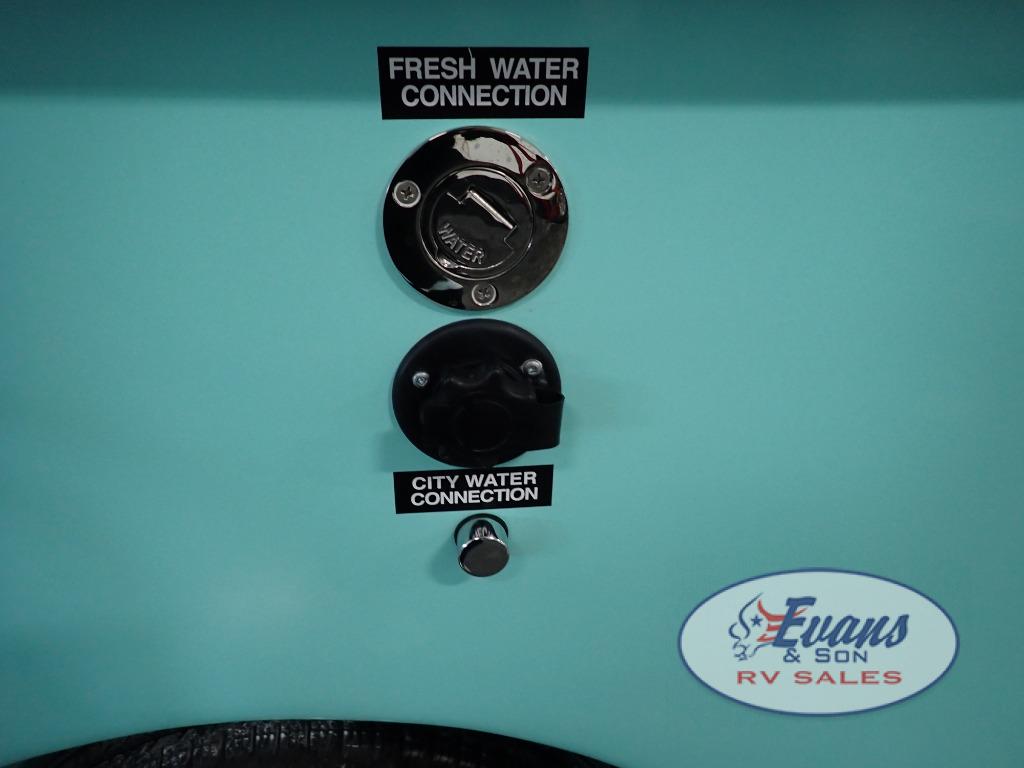 FRESH WATER
CONNECTION
WATER
CITY WATER
CONNECTION
Evans
& SON
RV SALES